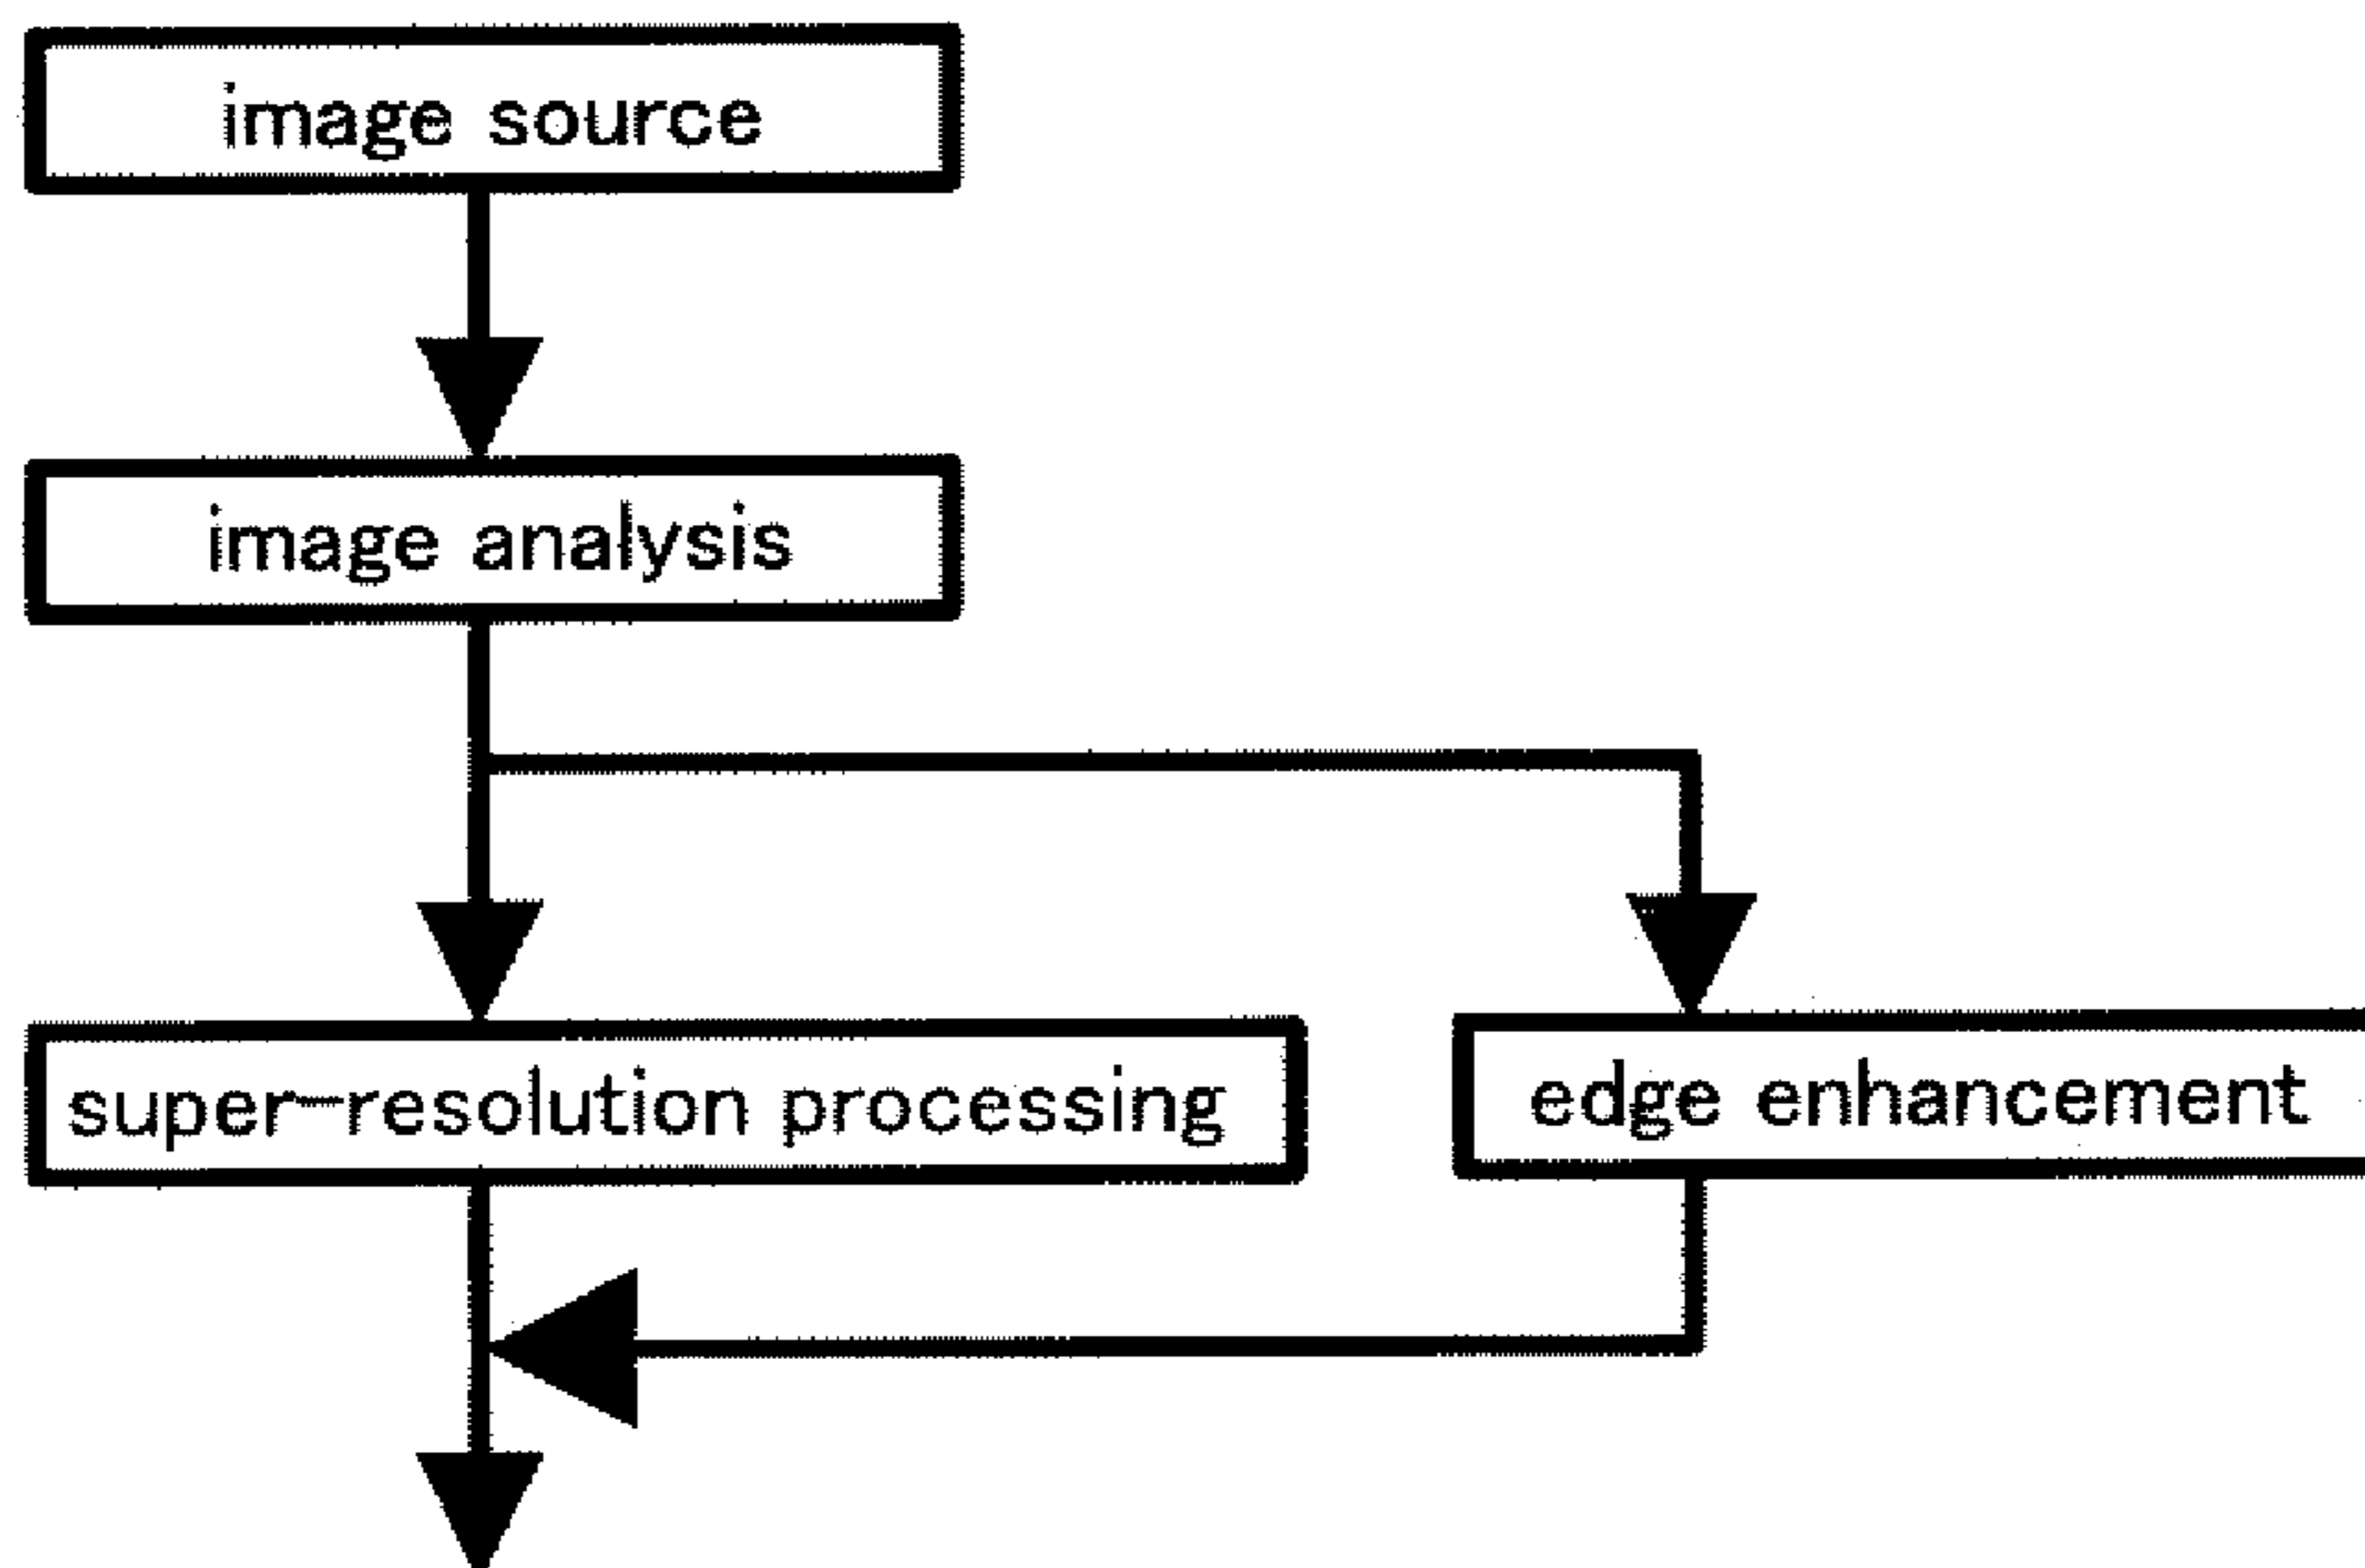 image source
image analysis
super-resolution processing
edge enhancement